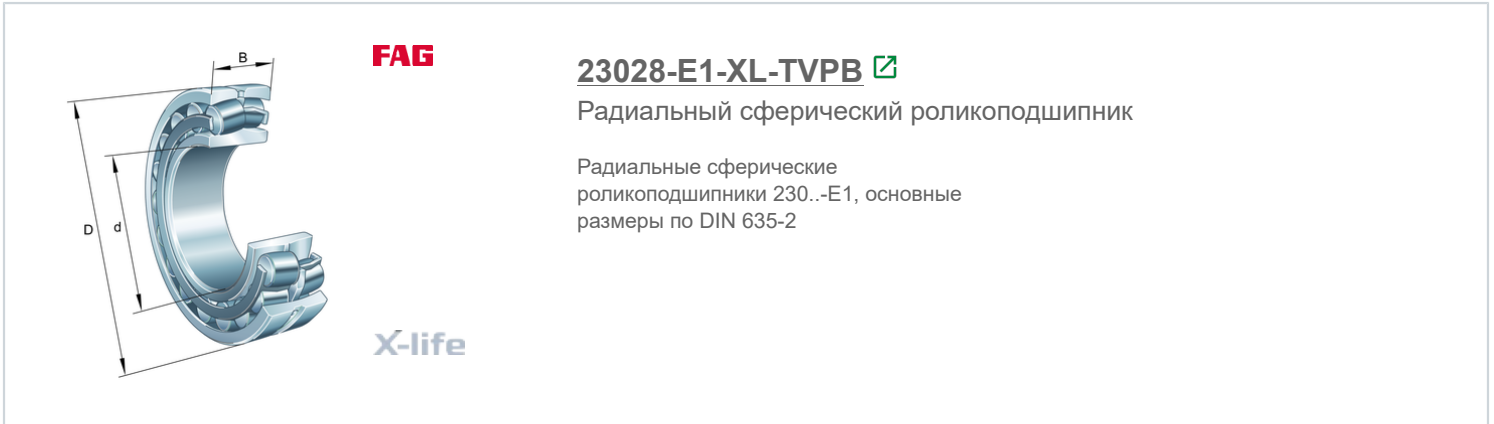 B
FAG
23028-E1-XL-TVPB
Радиальный сферический роликоподшипник
Радиальные сферические
роликоподшипники 230..-E1, основные
размеры по DIN 635-2
D
d
X-life